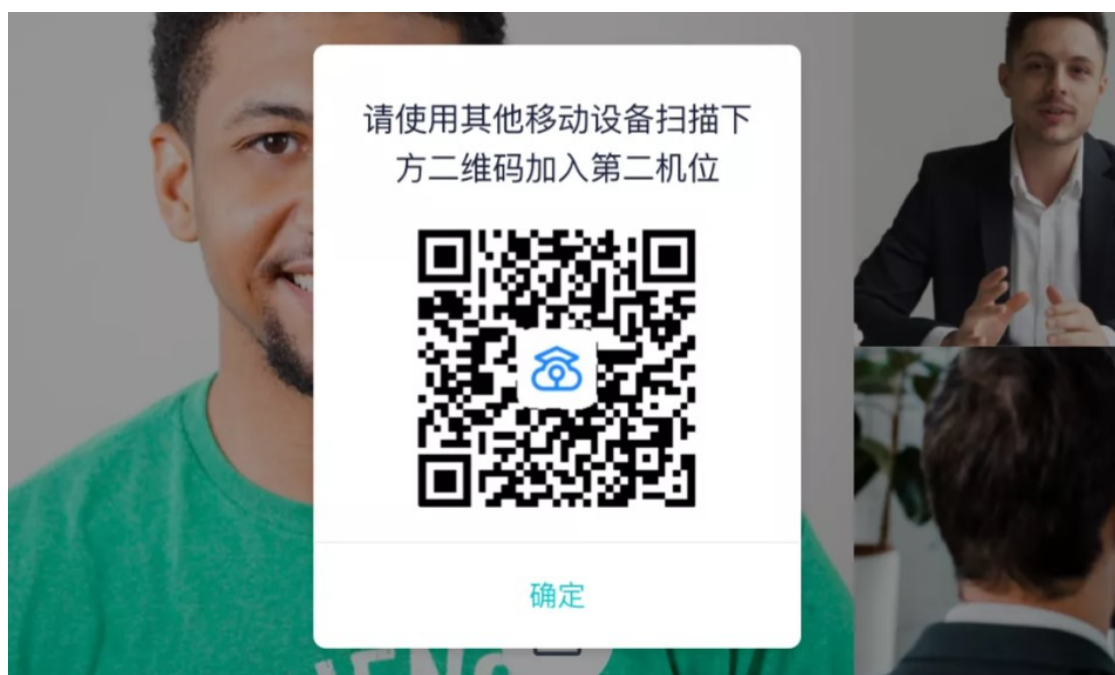 请使用其他移动设备扫描下
方二维码加入第二机位
确定